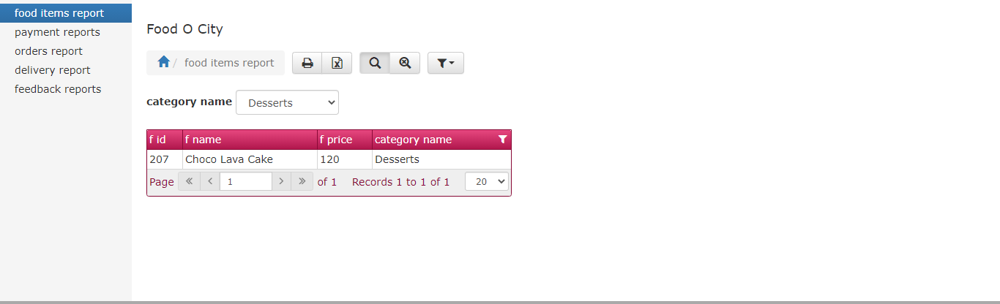 food items report
payment reports
orders report
delivery report
feedback reports
Food O City
/ food items report
category name Desserts
f id f name f price category name
207 Choco Lava Cake 120 Desserts
Page « < 1 > » of 1 Records 1 to 1 of 1 20